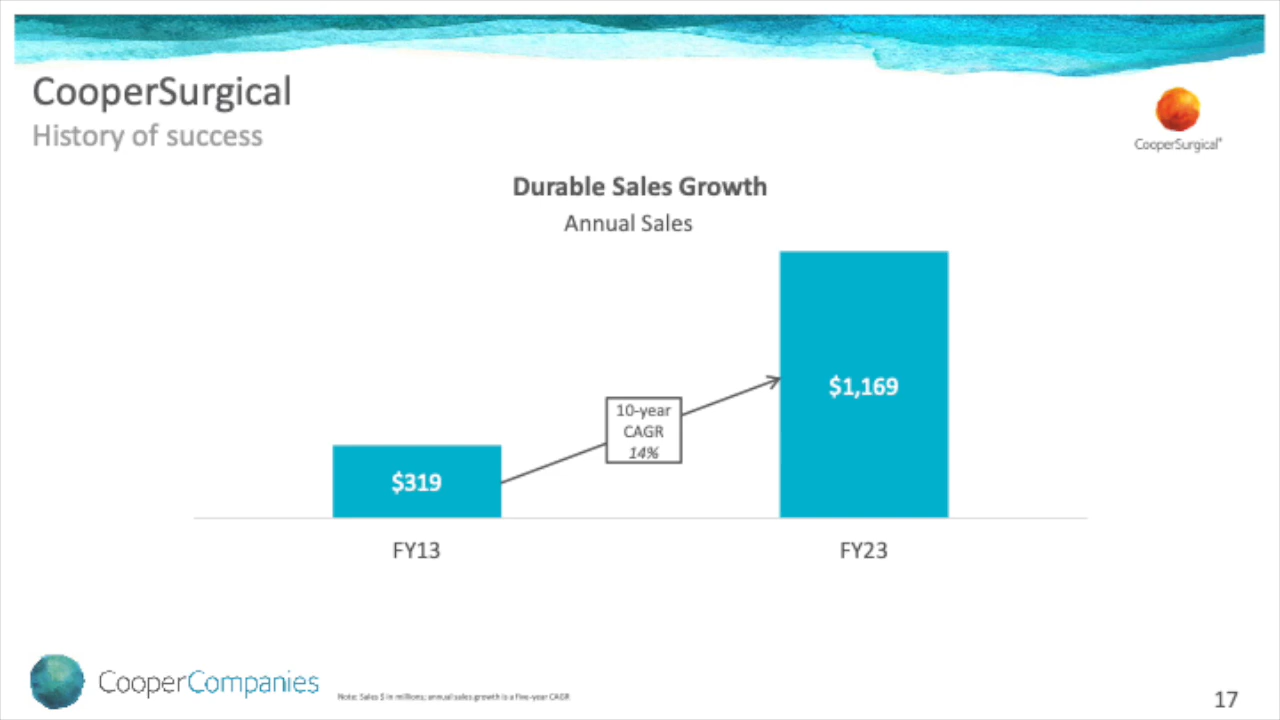 CooperSurgical
History of success
CooperSurgical®
Durable Sales Growth
Annual Sales
$1,169
10-year
CAGR
14%
$319
FY13
FY23
CooperCompanies
Note: Sales $ in millions; annual sales growth is a five-year CAGR
17